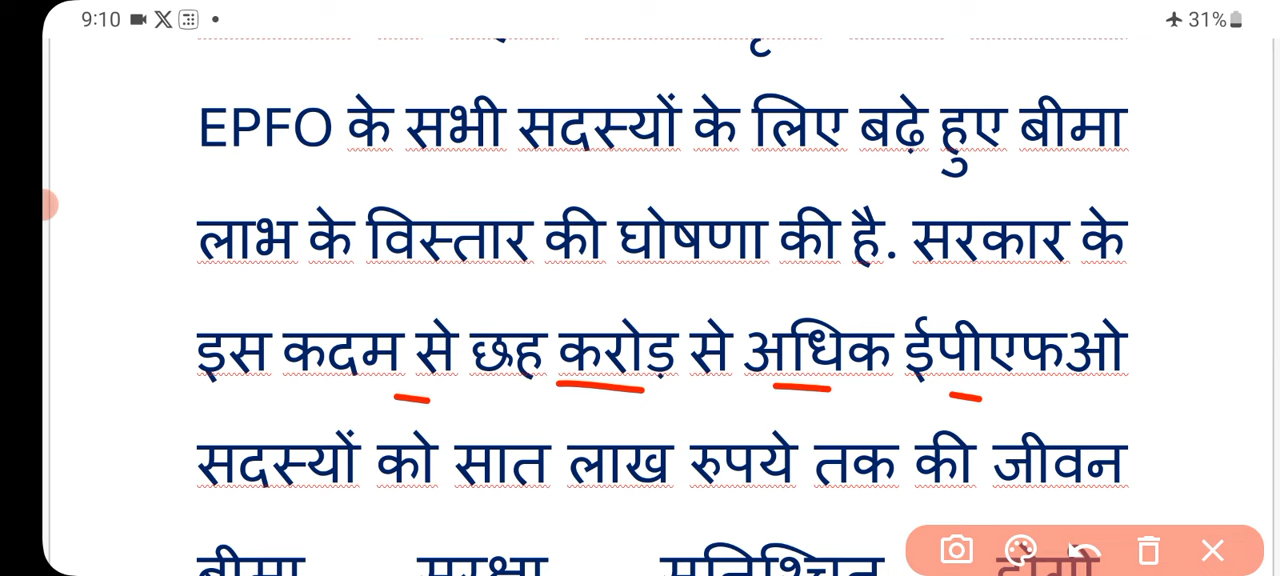 9:10 31%
EPFO के सभी सदस्यों के लिए बढ़े हुए बीमा
लाभ के विस्तार की घोषणा की है. सरकार के
इस कदम से छह करोड़ से अधिक ईपीएफओ
सदस्यों को सात लाख रुपये तक की जीवन
बीमा सुरक्षा सुनिश्चित होगी